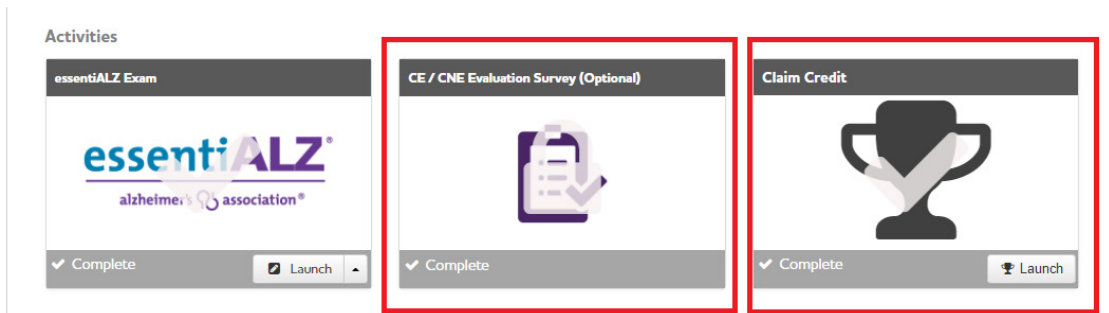 Activities
essentiALZ Exam
essentiALZ®
alzheimer's association®
Complete
Launch
CE / CNE Evaluation Survey (Optional)
Complete
Claim Credit
Complete
Launch